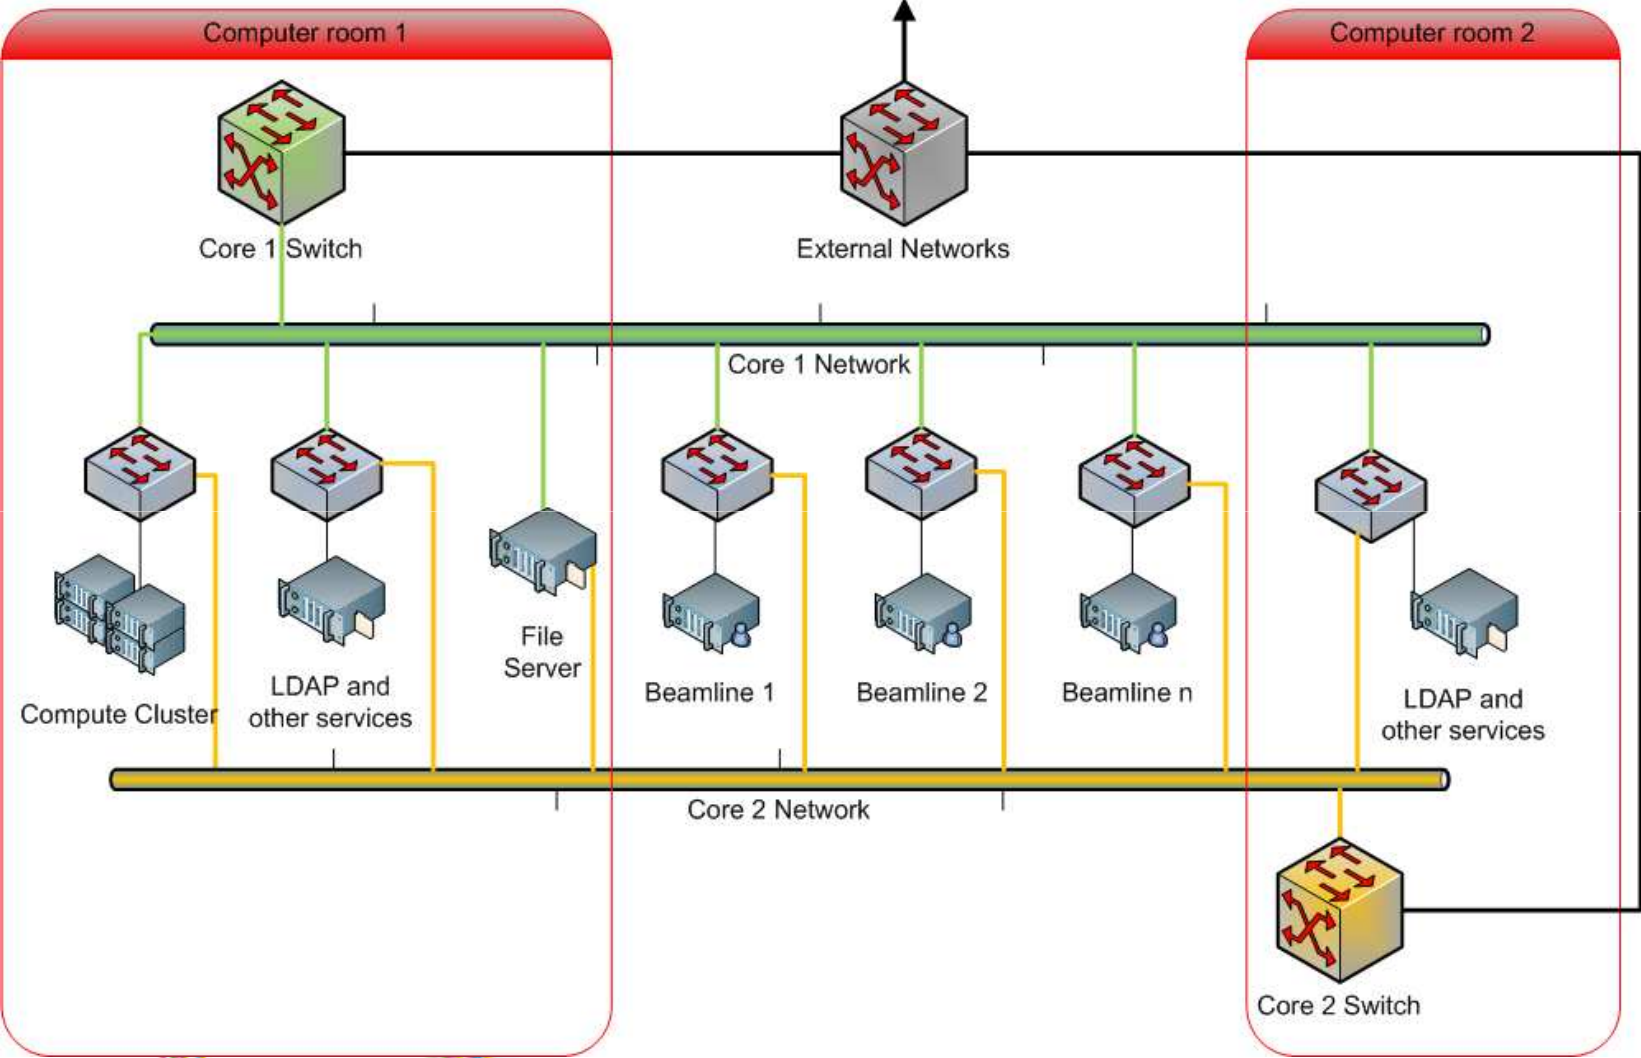 Computer room 1
Computer room 2
Core 1 Switch
External Networks
Core 1 Network
File
Server
LDAP and
other services
Compute Cluster
Beamline 1
Beamline 2
Beamline n
LDAP and
other services
Core 2 Network
Core 2 Switch